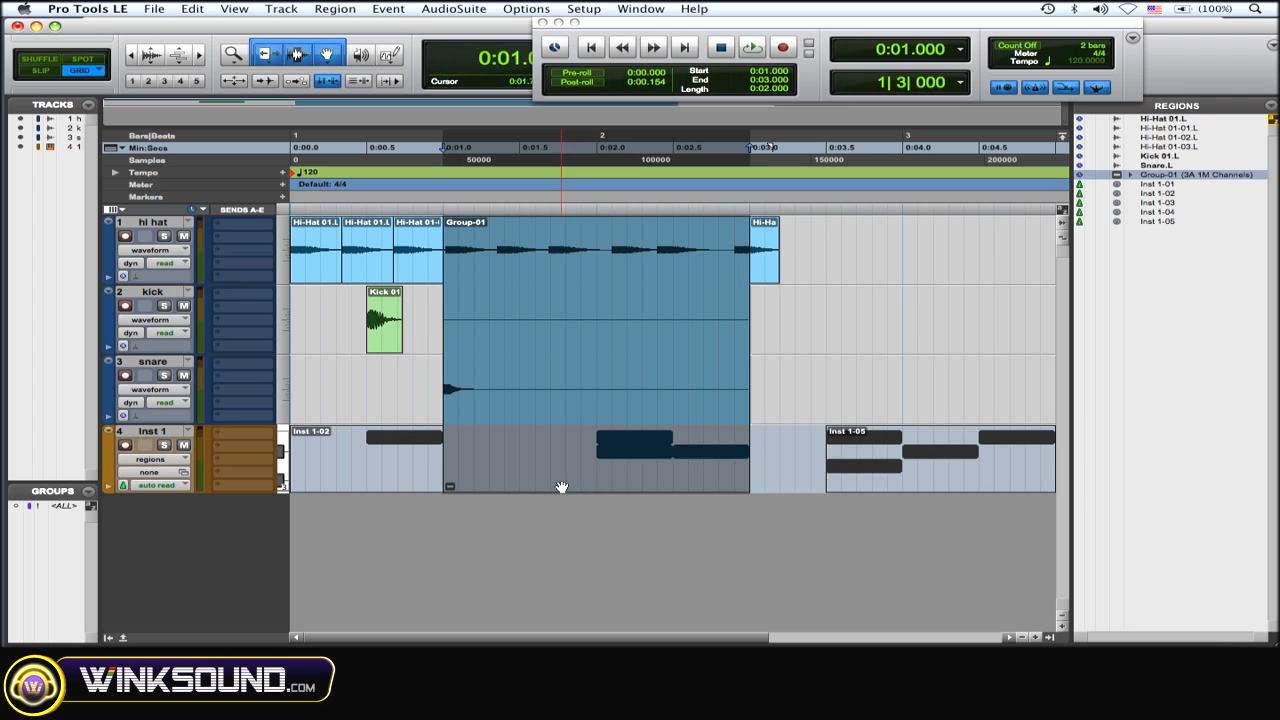 Pro Tools LE File Edit View Track Region Event AudioSuite Options Setup Window Help (100%)
SHUFFLE SPOT
SLIP GRID
1 2 3 4 5
0:01.
Cursor 0:01.
Pre-roll 0:00.000
Post-roll 0:00.154
Start 0:01.000
End 0:03.000
Length 0:02.000
0:01.000
1| 3| 000
Count Off 2 bars
Meter 4/4
Tempo 120.0000
TRACKS
1 h
2 k
3 s
4 1
GROUPS
! <ALL>
Bars|Beats 1 2 3
Min:Secs 0:00.0 0:00.5 0:01.0 0:01.5 0:02.0 0:02.5 0:03.0 0:03.5 0:04.0 0:04.5
Samples 0 50000 100000 150000 200000
Tempo 120
Meter Default: 4/4
Markers
SENDS A-E
1 hi hat
S M
waveform
dyn read
Hi-Hat 01.L Hi-Hat 01.L Hi-Hat 01- Group-01 Hi-Ha
2 kick
S M
waveform
dyn read
Kick 01
3 snare
S M
waveform
dyn read
4 Inst 1
S M
regions
none
auto read
Inst 1-02 Inst 1-05
REGIONS
Hi-Hat 01.L
Hi-Hat 01-01.L
Hi-Hat 01-02.L
Hi-Hat 01-03.L
Kick 01.L
Snare.L
Group-01 (3A 1M Channels)
Inst 1-01
Inst 1-02
Inst 1-03
Inst 1-04
Inst 1-05
WINKSOUND.COM